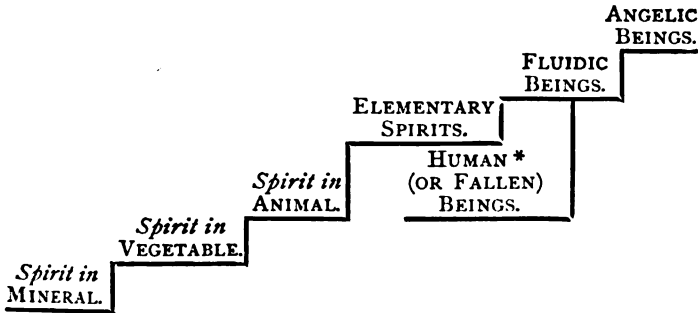 ANGELIC
BEINGS.
FLUIDIC
BEINGS.
ELEMENTARY
SPIRITS.
HUMAN *
(OR FALLEN)
BEINGS.
Spirit in
ANIMAL.
Spirit in
VEGETABLE.
Spirit in
MINERAL.